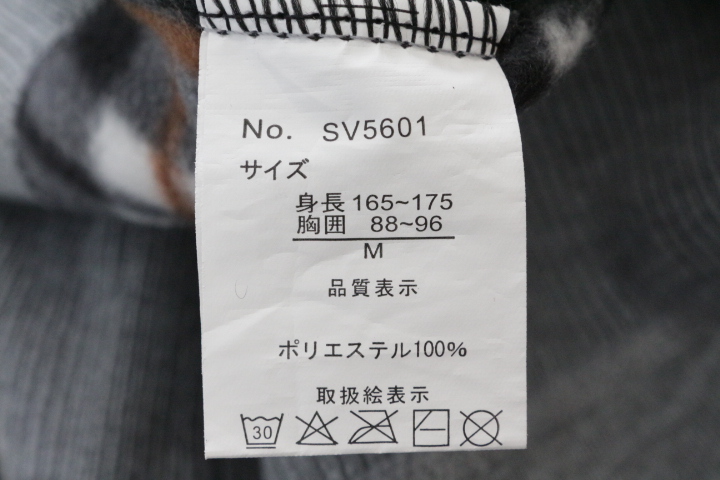 No. SV5601
サイズ
身長 165~175
胸囲 88~96
M
品質表示
ポリエステル100%
取扱絵表示
30